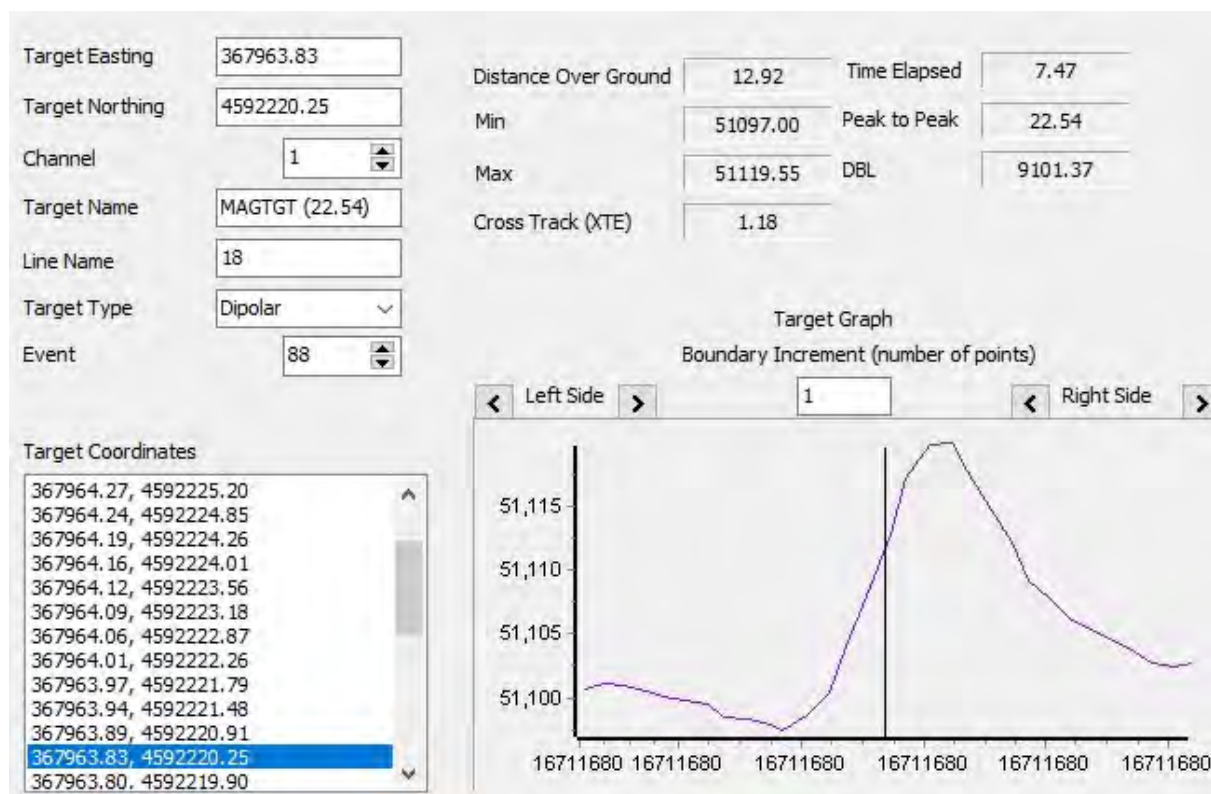 Target Easting 367963.83
Target Northing 4592220.25
Channel 1
Target Name MAGTGT (22.54)
Line Name 18
Target Type Dipolar
Event 88
Distance Over Ground 12.92 Time Elapsed 7.47
Min 51097.00 Peak to Peak 22.54
Max 51119.55 DBL 9101.37
Cross Track (XTE) 1.18
Target Graph
Boundary Increment (number of points)
< Left Side > 1 < Right Side >
Target Coordinates
367964.27, 4592225.20
367964.24, 4592224.85
367964.19, 4592224.26
367964.16, 4592224.01
367964.12, 4592223.56
367964.09, 4592223.18
367964.06, 4592222.87
367964.01, 4592222.26
367963.97, 4592221.79
367963.94, 4592221.48
367963.89, 4592220.91
367963.83, 4592220.25
367963.80, 4592219.90
51,115
51,110
51,105
51,100
16711680 16711680 16711680 16711680 16711680 16711680